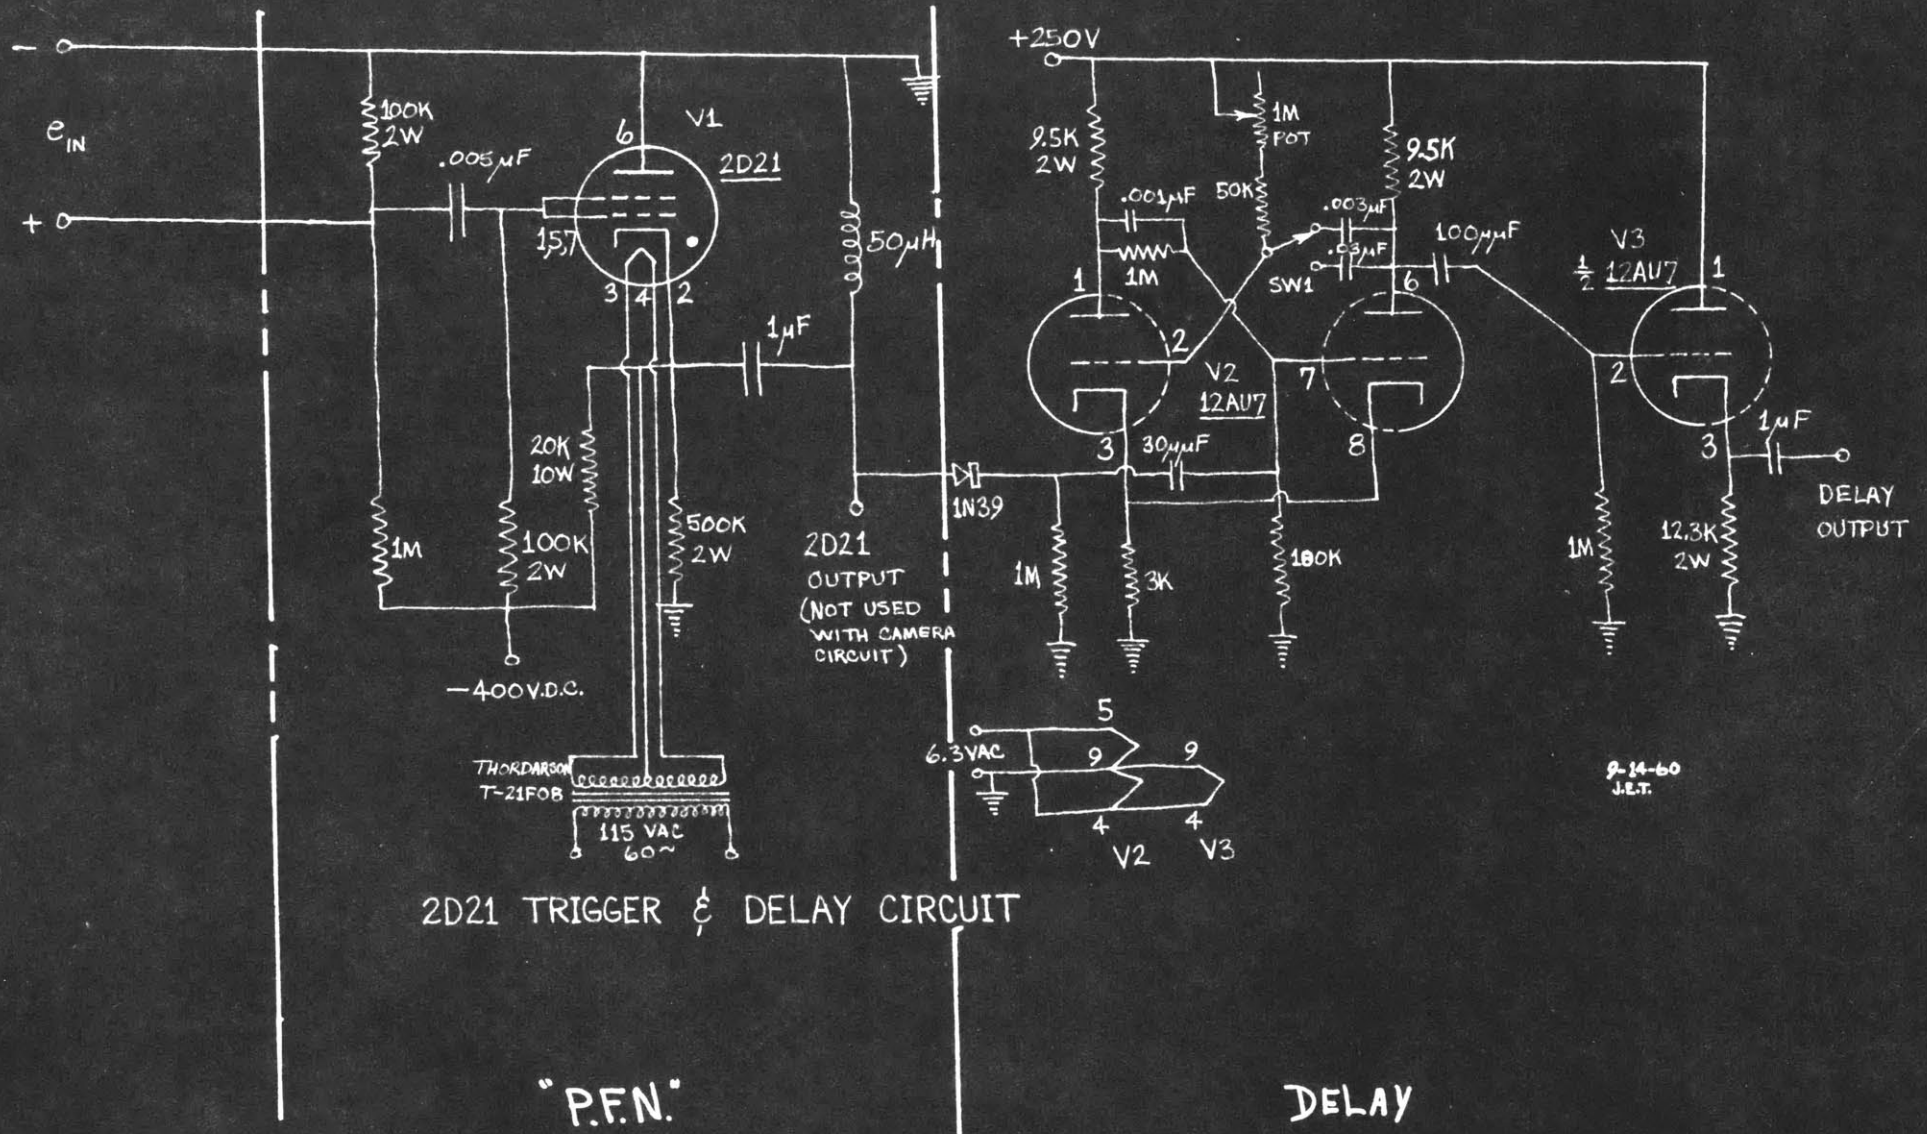 −
e IN
+
100K
2W
.005µF
6
V1
2D21
1,5,7
3
4
2
50µH
1µF
20K
10W
1M
100K
2W
500K
2W
-400V.D.C.
2D21
OUTPUT
(NOT USED
WITH CAMERA
CIRCUIT)
THORDARSON
T-21F08
115 VAC
60~
+250V
9.5K
2W
1M
POT
50K
.001µF
1M
.003µF
.03µF
SW1
9.5K
2W
100µµF
V3
½ 12AU7
1
2
V2
12AU7
3
30µµF
6
7
8
1
2
3
1µF
DELAY
OUTPUT
1N39
1M
3K
180K
1M
12.3K
2W
6.3VAC
5
9
9
4
4
V2
V3
9-14-60
J.E.T.
2D21 TRIGGER & DELAY CIRCUIT
"P.F.N."
DELAY